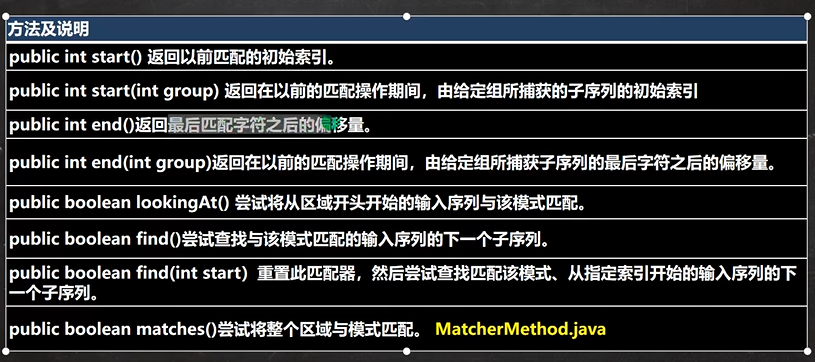 方法及说明
public int start() 返回以前匹配的初始索引。
public int start(int group) 返回在以前的匹配操作期间，由给定组所捕获的子序列的初始索引
public int end()返回最后匹配字符之后的偏移量。
public int end(int group)返回在以前的匹配操作期间，由给定组所捕获子序列的最后字符之后的偏移量。
public boolean lookingAt() 尝试将从区域开头开始的输入序列与该模式匹配。
public boolean find()尝试查找与该模式匹配的输入序列的下一个子序列。
public boolean find(int start）重置此匹配器，然后尝试查找匹配该模式、从指定索引开始的输入序列的下
一个子序列。
public boolean matches()尝试将整个区域与模式匹配。 MatcherMethod.java